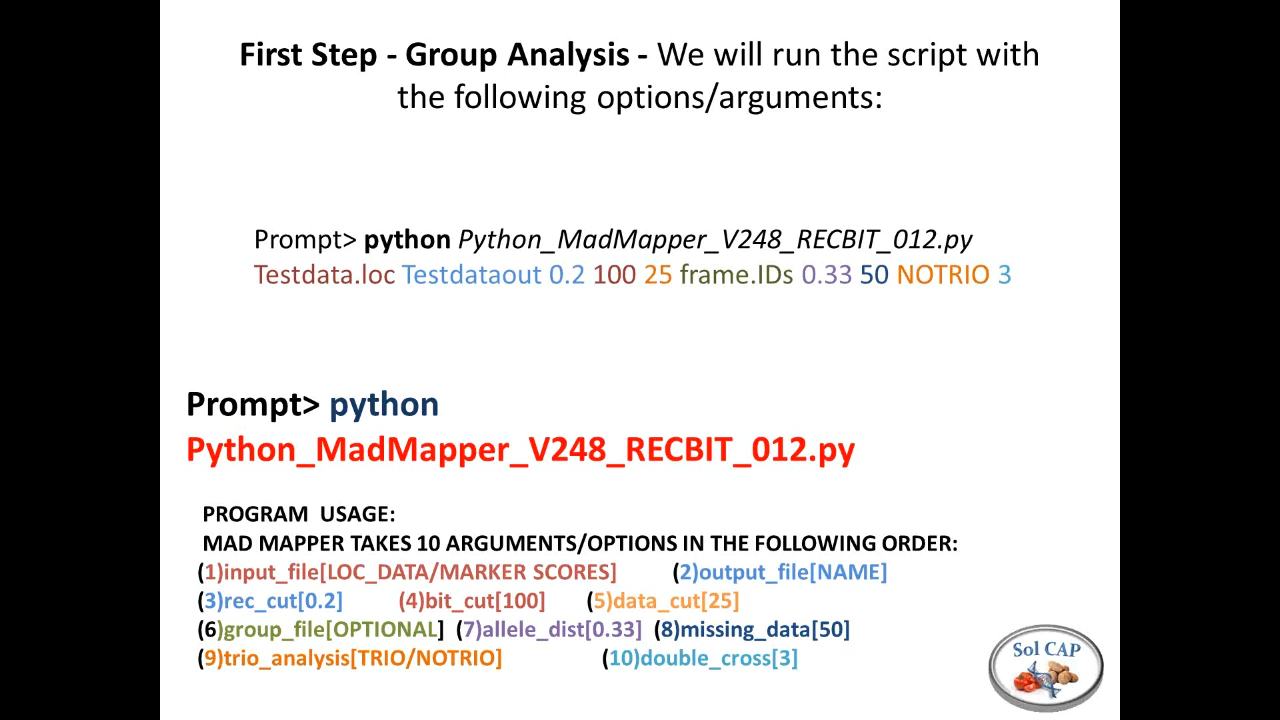 First Step - Group Analysis - We will run the script with
the following options/arguments:
Prompt> python Python_MadMapper_V248_RECBIT_012.py
Testdata.loc Testdataout 0.2 100 25 frame.IDs 0.33 50 NOTRIO 3
Prompt> python
Python_MadMapper_V248_RECBIT_012.py
PROGRAM USAGE:
MAD MAPPER TAKES 10 ARGUMENTS/OPTIONS IN THE FOLLOWING ORDER:
(1)input_file[LOC_DATA/MARKER SCORES] (2)output_file[NAME]
(3)rec_cut[0.2] (4)bit_cut[100] (5)data_cut[25]
(6)group_file[OPTIONAL] (7)allele_dist[0.33] (8)missing_data[50]
(9)trio_analysis[TRIO/NOTRIO] (10)double_cross[3]
Sol CAP